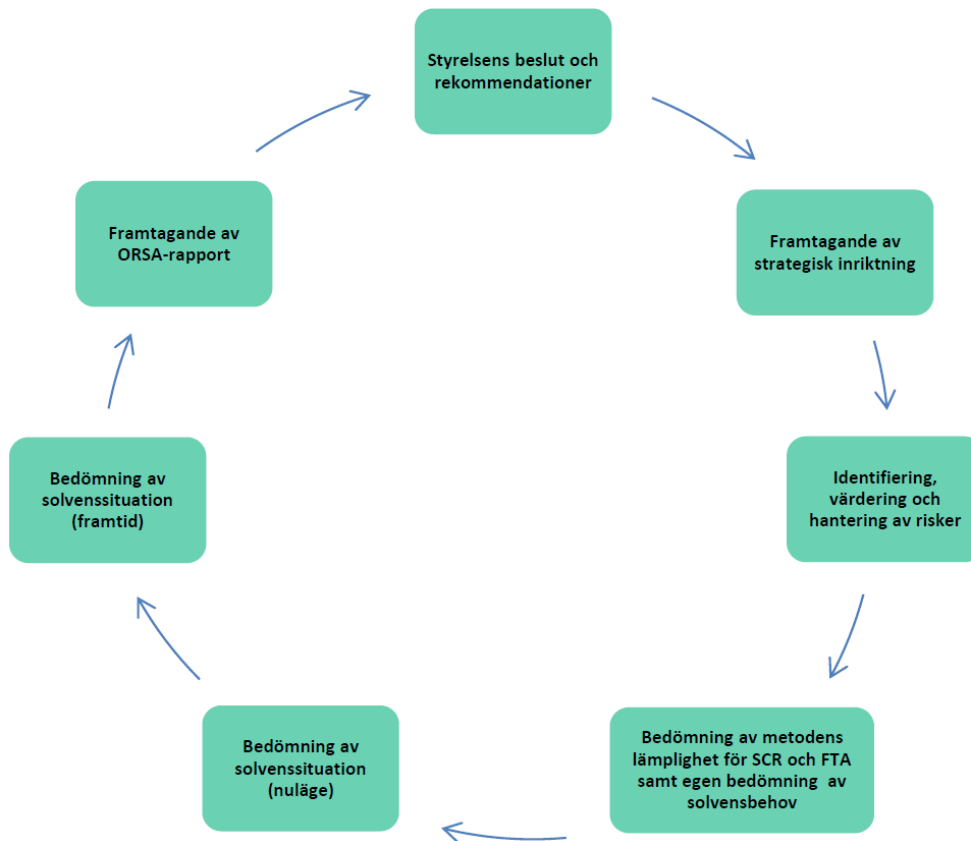 Styrelsens beslut och
rekommendationer
Framtagande av
strategisk inriktning
Identifiering,
värdering och
hantering av risker
Bedömning av metodens
lämplighet för SCR och FTA
samt egen bedömning av
solvensbehov
Bedömning av
solvenssituation
(nuläge)
Bedömning av
solvenssituation
(framtid)
Framtagande av
ORSA-rapport